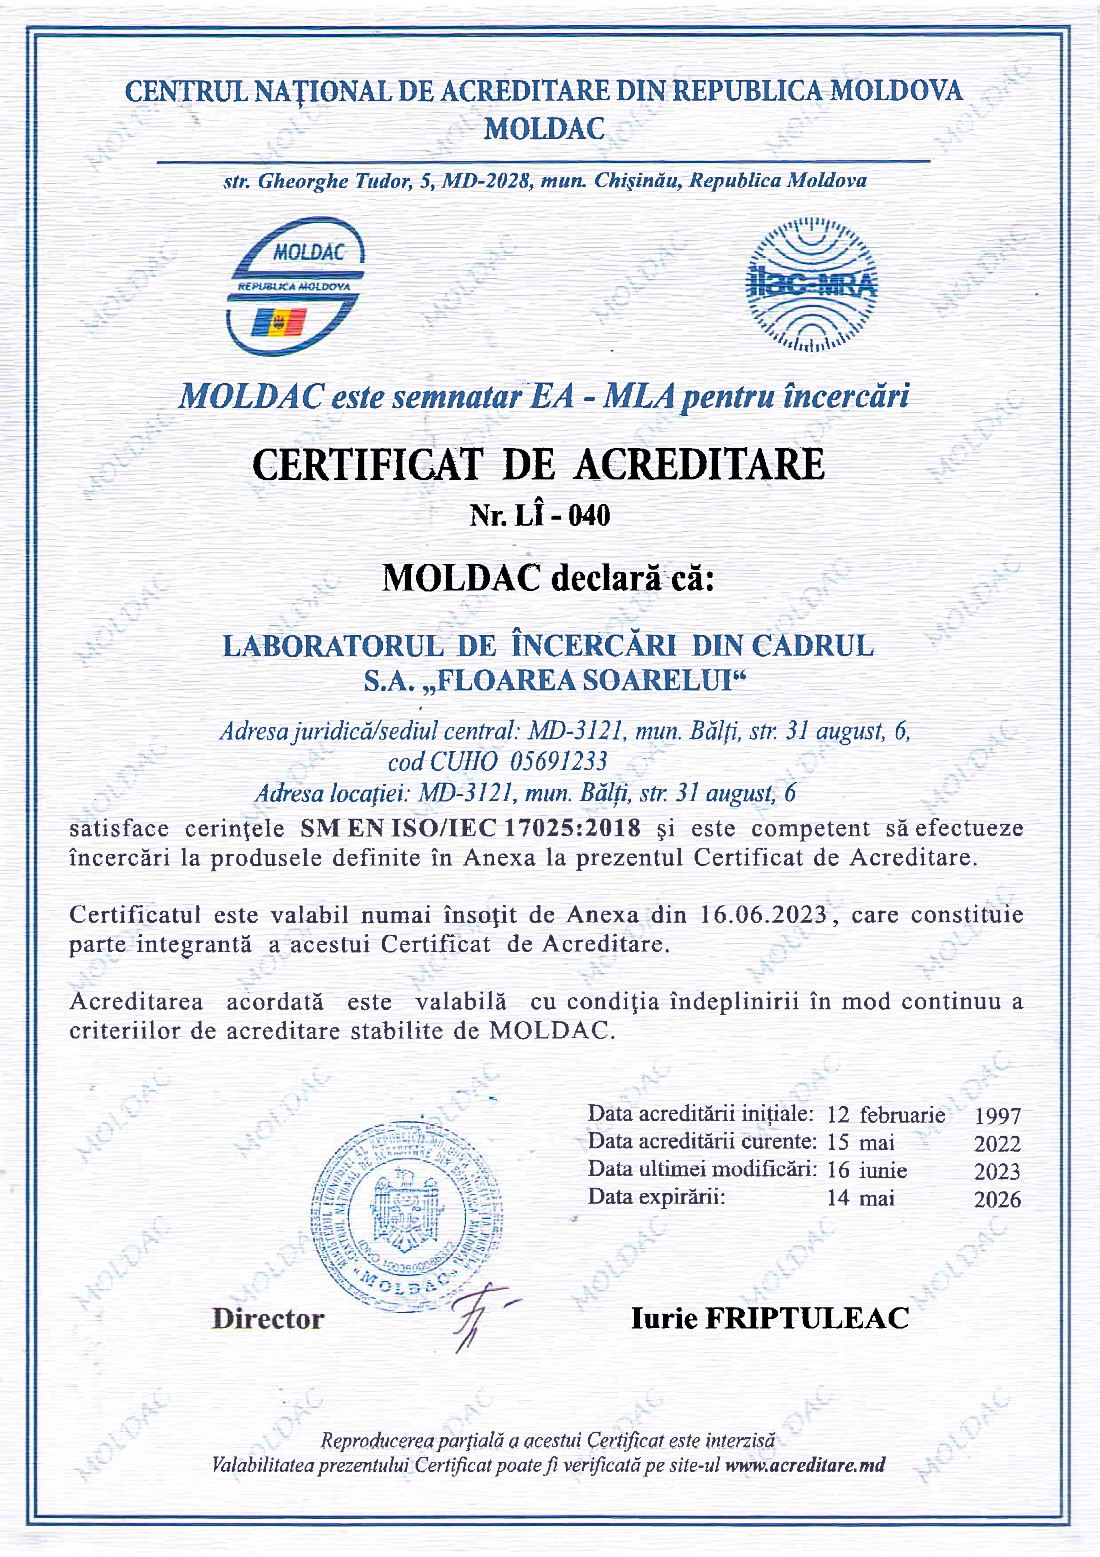 CENTRUL NAŢIONAL DE ACREDITARE DIN REPUBLICA MOLDOVA
MOLDAC
str. Gheorghe Tudor, 5, MD-2028, mun. Chişinău, Republica Moldova
MOLDAC
REPUBLICA MOLDOVA
ilac-MRA
MOLDAC este semnatar EA - MLA pentru încercări
CERTIFICAT DE ACREDITARE
Nr. LÎ - 040
MOLDAC declară că:
LABORATORUL DE ÎNCERCĂRI DIN CADRUL
S.A. „FLOAREA SOARELUI“
Adresa juridică/sediul central: MD-3121, mun. Bălţi, str. 31 august, 6,
cod CUIIO 05691233
Adresa locaţiei: MD-3121, mun. Bălţi, str. 31 august, 6
satisface cerinţele SM EN ISO/IEC 17025:2018 şi este competent să efectueze
încercări la produsele definite în Anexa la prezentul Certificat de Acreditare.
Certificatul este valabil numai însoţit de Anexa din 16.06.2023, care constituie
parte integrantă a acestui Certificat de Acreditare.
Acreditarea acordată este valabilă cu condiţia îndeplinirii în mod continuu a
criteriilor de acreditare stabilite de MOLDAC.
Data acreditării iniţiale: 12 februarie 1997
Data acreditării curente: 15 mai 2022
Data ultimei modificări: 16 iunie 2023
Data expirării: 14 mai 2026
«MOLDAC»
Director
Iurie FRIPTULEAC
Reproducerea parţială a acestui Certificat este interzisă
Valabilitatea prezentului Certificat poate fi verificată pe site-ul www.acreditare.md